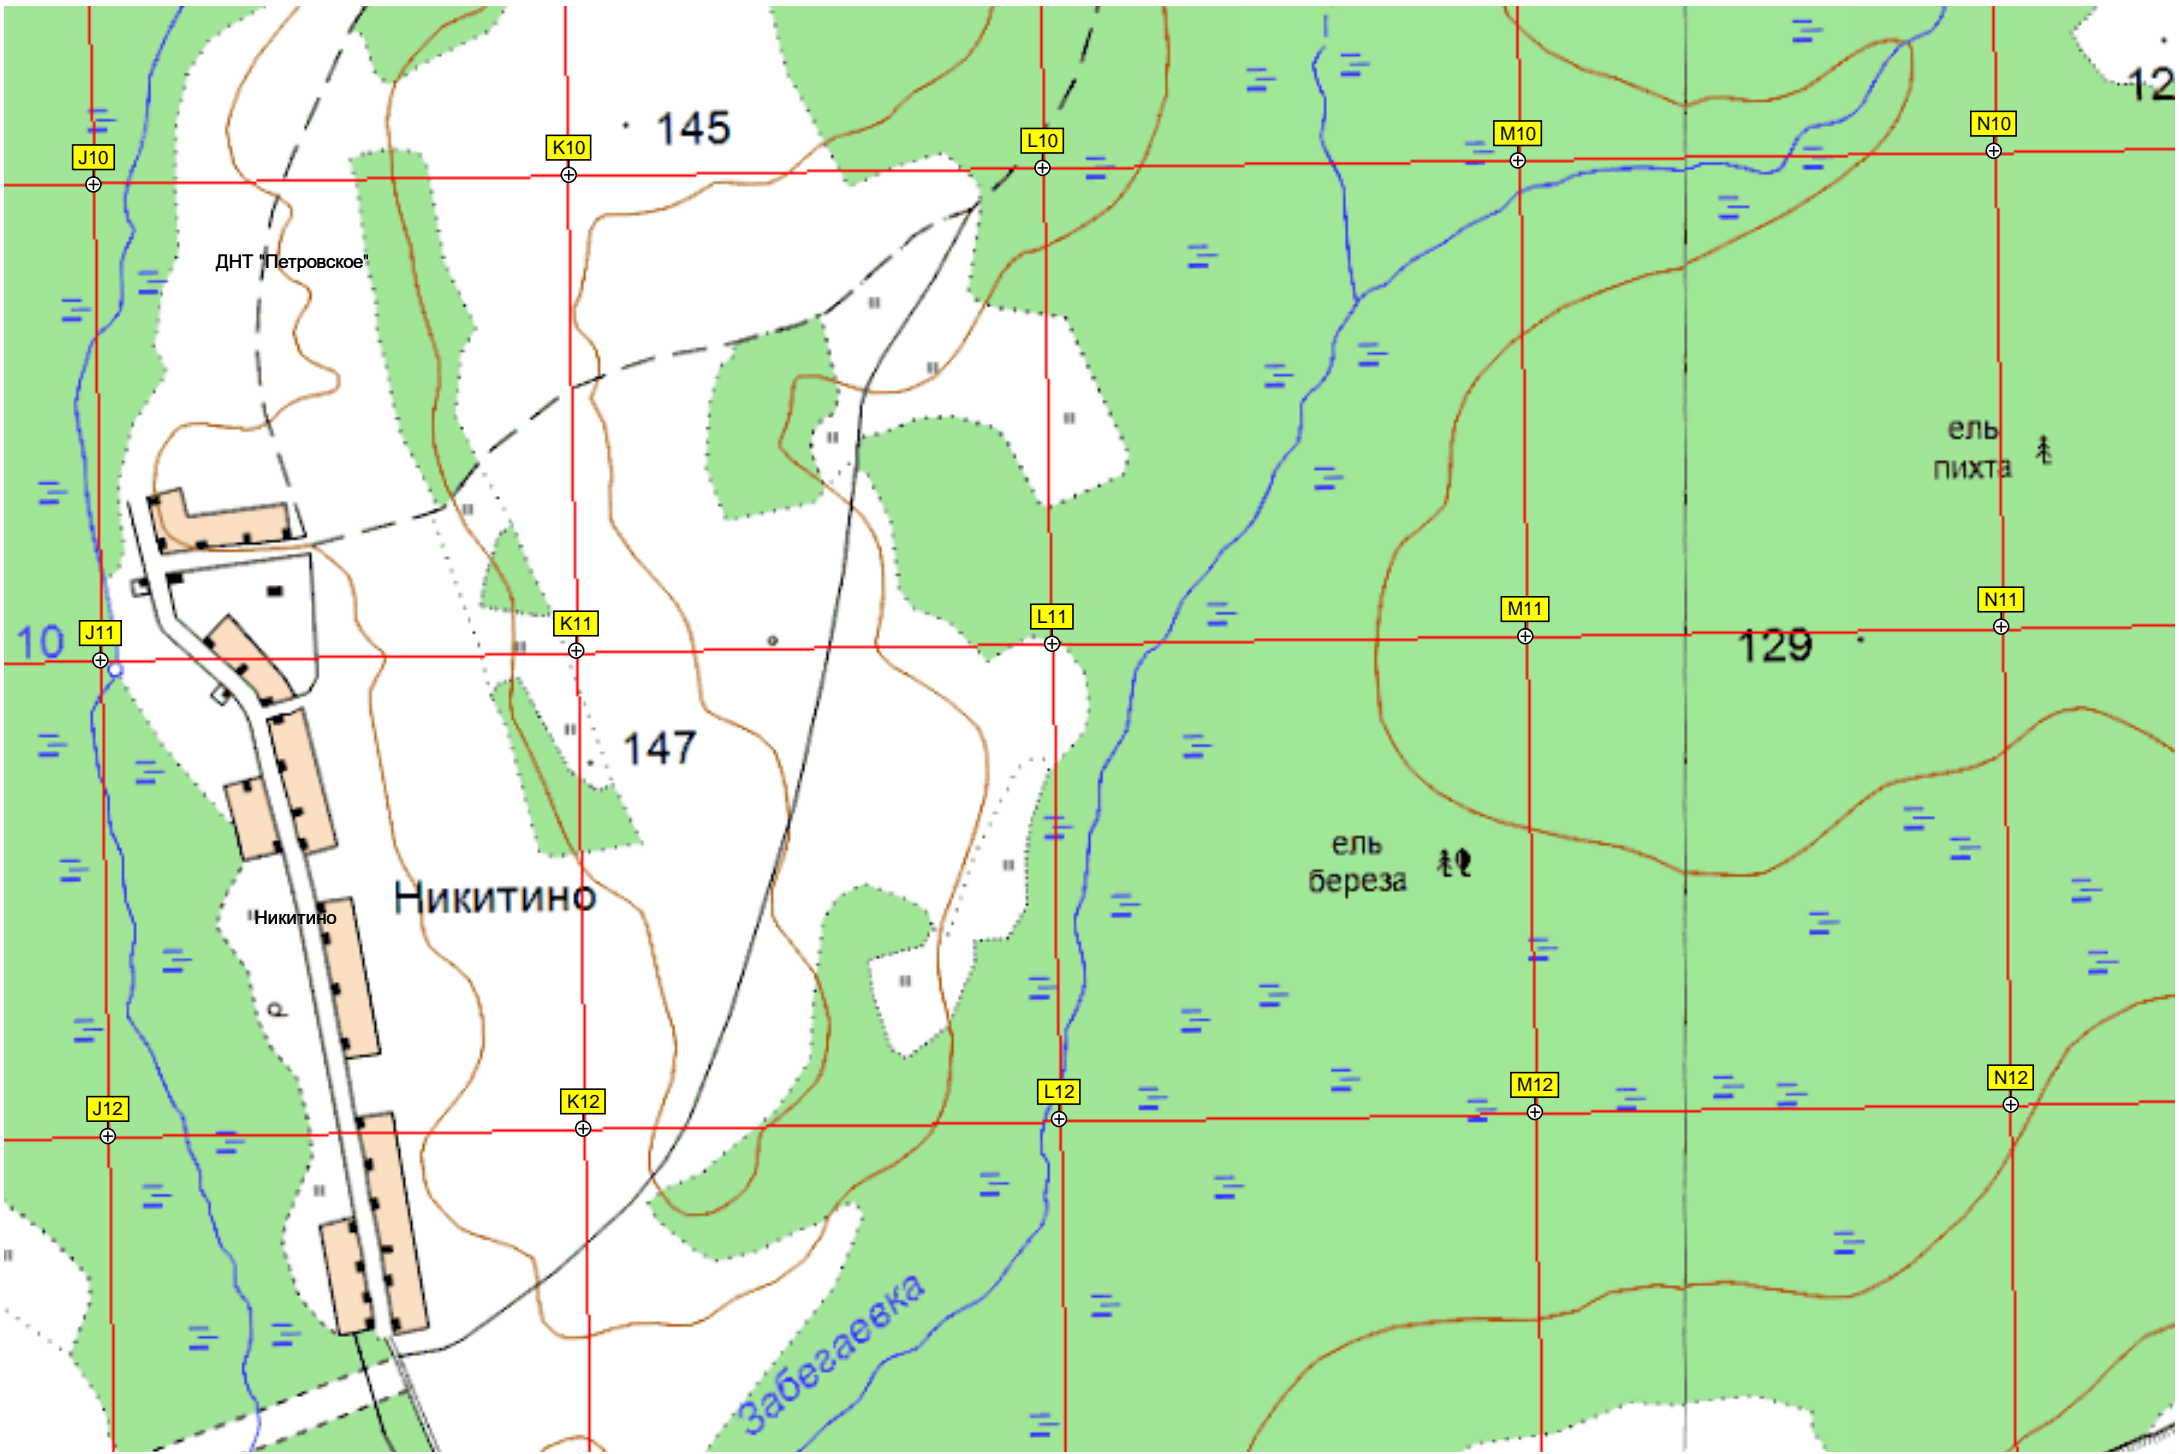 145
12
J10
K10
L10
M10
N10
ДНТ "Петровское"
ель
пихта
10
J11
K11
L11
M11
N11
129
147
ель
береза
Никитино
Никитино
р
J12
K12
L12
M12
N12
Забегаевка